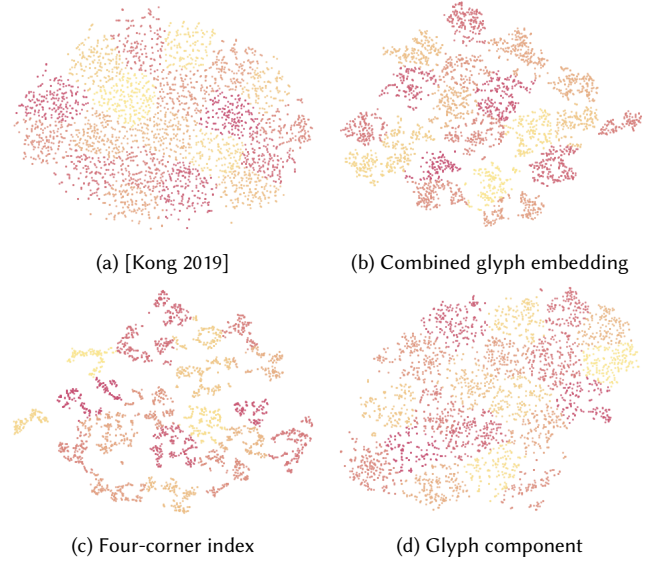 (a) [Kong 2019]
(b) Combined glyph embedding
(c) Four-corner index
(d) Glyph component